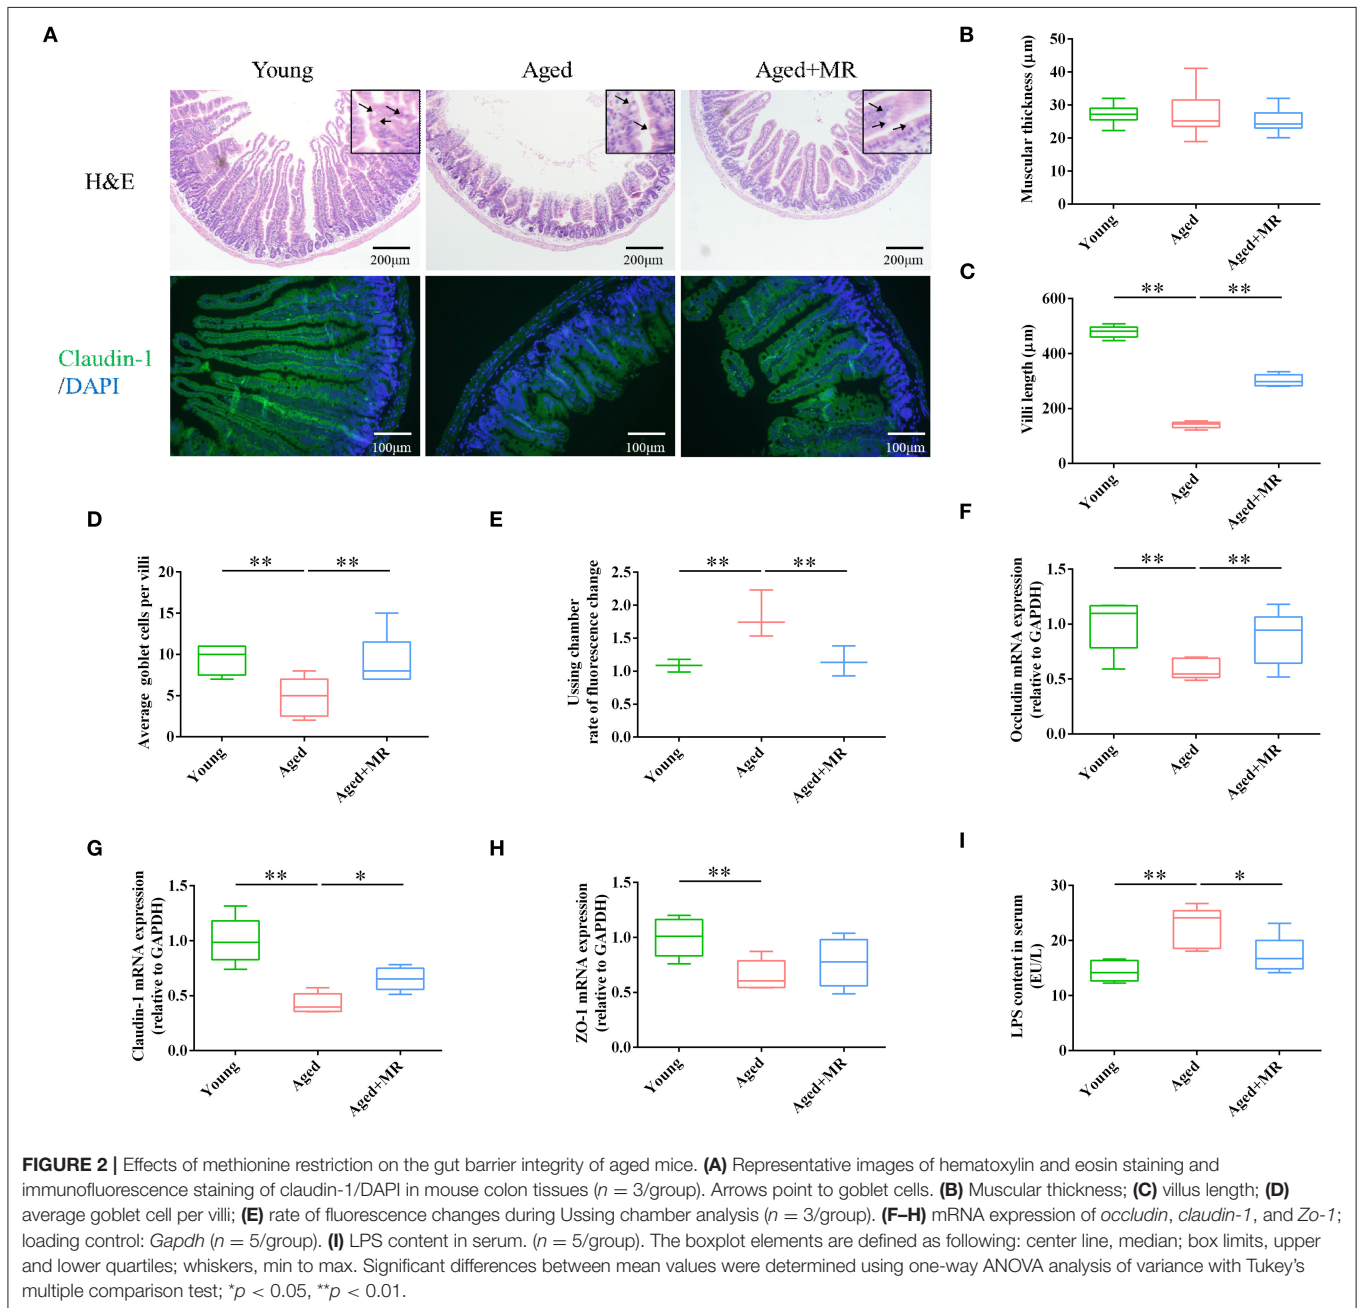 A
Young
Aged
Aged+MR
H&E
200μm
200μm
200μm
Claudin-1
/DAPI
100μm
100μm
100μm
B
Muscular thickness (μm)
50
40
30
20
10
0
Young
Aged
Aged+MR
C
Villi length (μm)
600
400
200
0
**
**
Young
Aged
Aged+MR
D
Average goblet cells per villi
20
15
10
5
0
**
**
Young
Aged
Aged+MR
E
Ussing chamber
rate of fluorescence change
2.5
2.0
1.5
1.0
0.5
0.0
**
**
Young
Aged
Aged+MR
F
Occludin mRNA expression
(relative to GAPDH)
1.5
1.0
0.5
0.0
**
**
Young
Aged
Aged+MR
G
Claudin-1 mRNA expression
(relative to GAPDH)
1.5
1.0
0.5
0.0
**
*
Young
Aged
Aged+MR
H
ZO-1 mRNA expression
(relative to GAPDH)
1.5
1.0
0.5
0.0
**
Young
Aged
Aged+MR
I
LPS content in serum
(EU/L)
30
20
10
0
**
*
Young
Aged
Aged+MR
FIGURE 2 | Effects of methionine restriction on the gut barrier integrity of aged mice. (A) Representative images of hematoxylin and eosin staining and
immunofluorescence staining of claudin-1/DAPI in mouse colon tissues (n = 3/group). Arrows point to goblet cells. (B) Muscular thickness; (C) villus length; (D)
average goblet cell per villi; (E) rate of fluorescence changes during Ussing chamber analysis (n = 3/group). (F–H) mRNA expression of occludin, claudin-1, and Zo-1;
loading control: Gapdh (n = 5/group). (I) LPS content in serum. (n = 5/group). The boxplot elements are defined as following: center line, median; box limits, upper
and lower quartiles; whiskers, min to max. Significant differences between mean values were determined using one-way ANOVA analysis of variance with Tukey's
multiple comparison test; *p < 0.05, **p < 0.01.